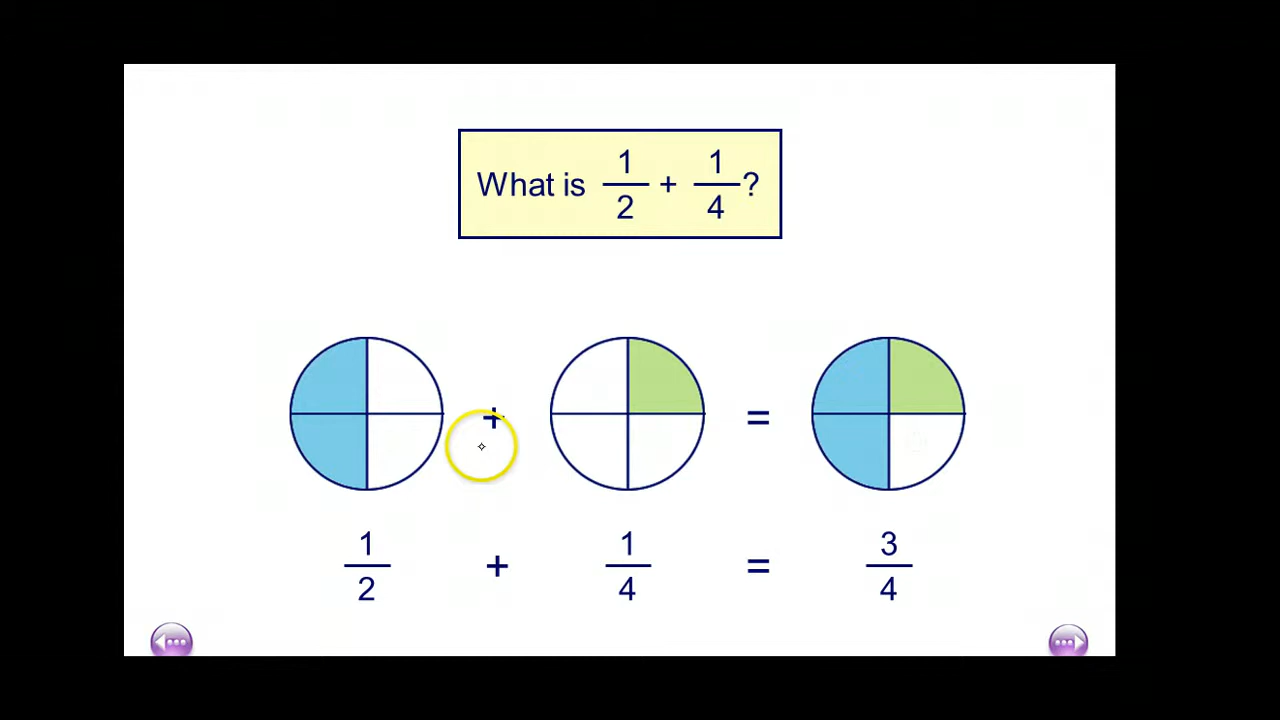 What is 1/2 + 1/4 ?
+ =
1/2 + 1/4 = 3/4